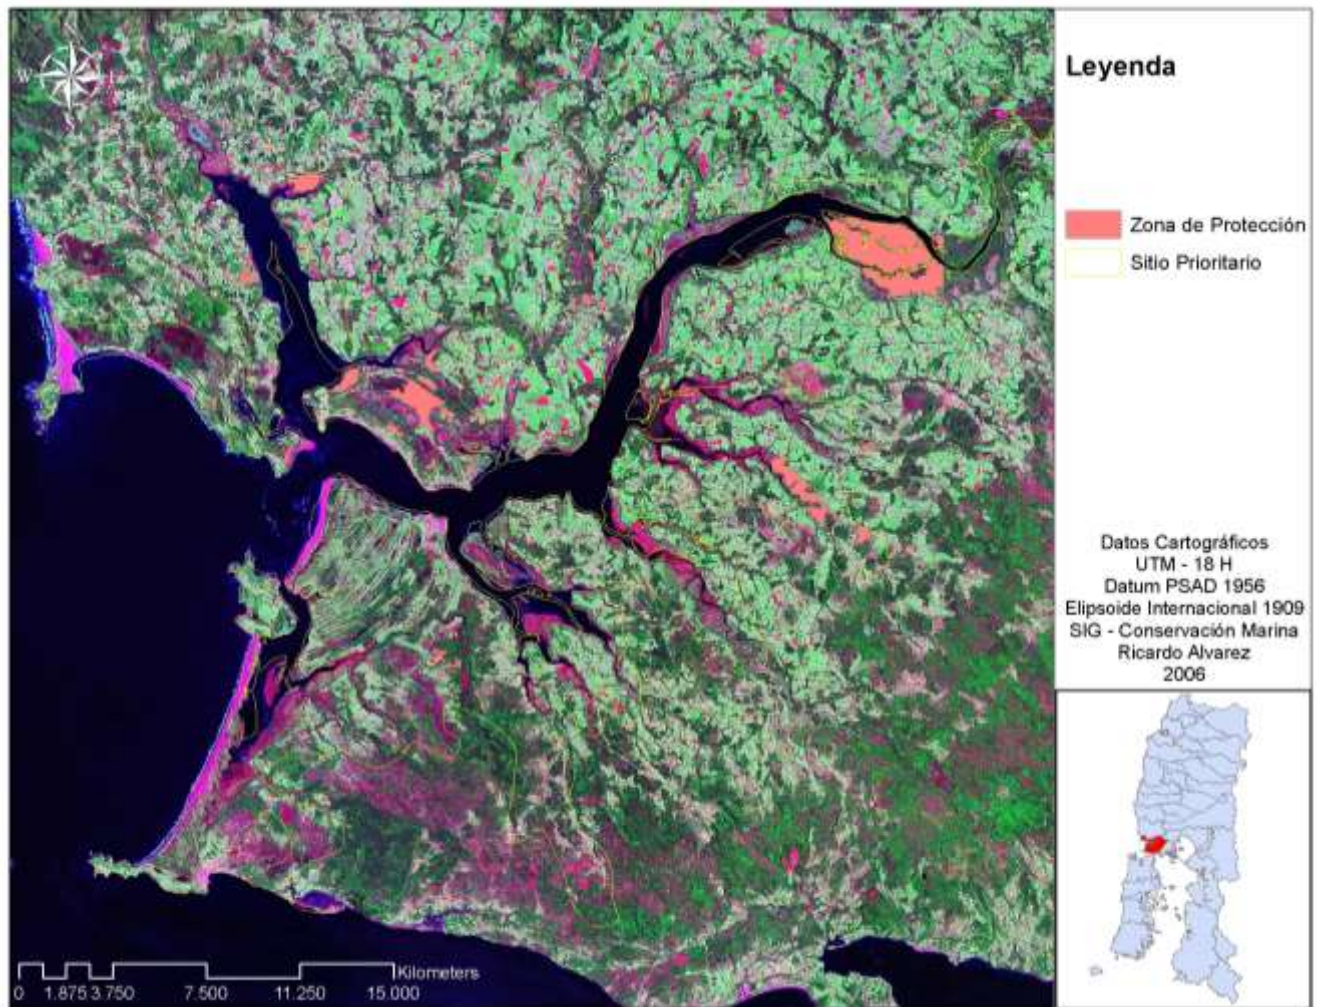 W
Leyenda
Zona de Protección
Sitio Prioritario
Datos Cartográficos
UTM - 18 H
Datum PSAD 1956
Elipsoide Internacional 1909
SIG - Conservación Marina
Ricardo Alvarez
2006
Kilometers
0 1.875 3.750 7.500 11.250 15.000